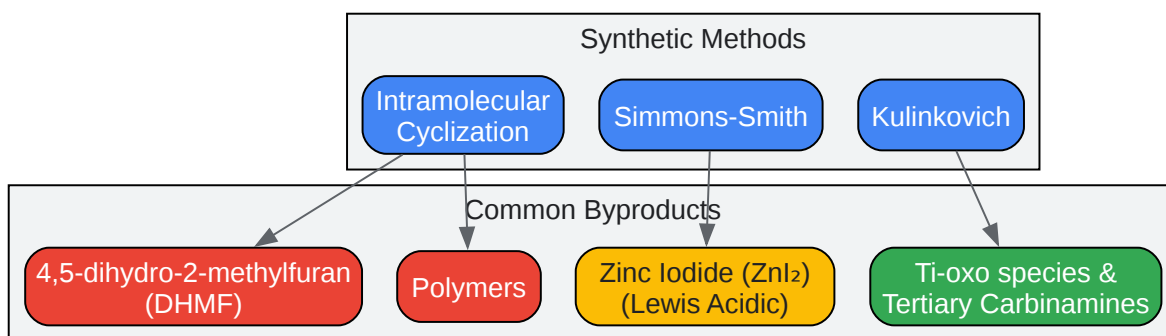 Synthetic Methods
Intramolecular
Cyclization
Simmons-Smith
Kulinkovich
Common Byproducts
4,5-dihydro-2-methylfuran
(DHMF)
Polymers
Zinc Iodide (ZnI₂)
(Lewis Acidic)
Ti-oxo species &
Tertiary Carbinamines